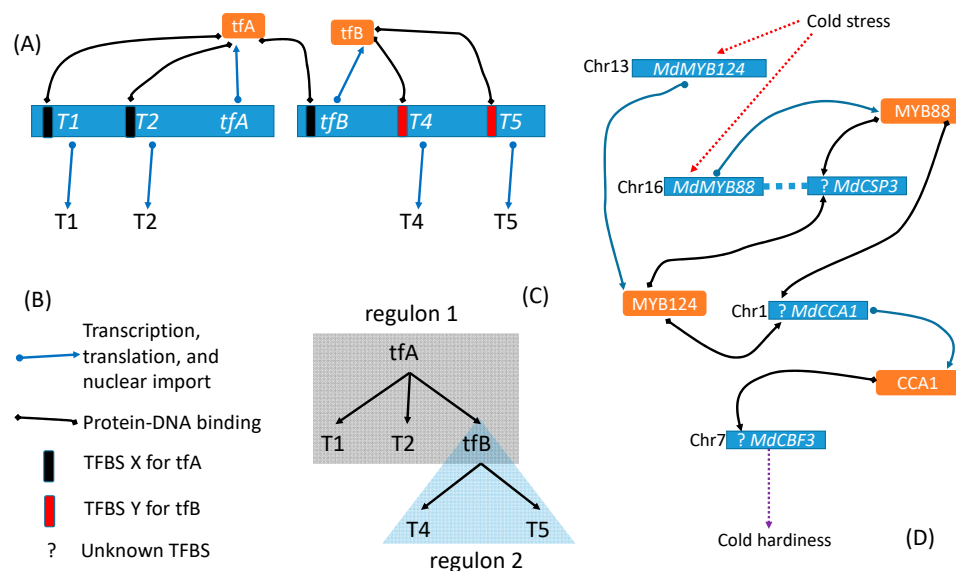 (A)
tfA
tfB
T1
T2
tfA
tfB
T4
T5
T1
T2
T4
T5
(B)
Transcription,
translation, and
nuclear import
Protein-DNA binding
TFBS X for tfA
TFBS Y for tfB
? Unknown TFBS
(C)
regulon 1
tfA
T1
T2
tfB
T4
T5
regulon 2
Cold stress
Chr13
MdMYB124
MYB88
Chr16
MdMYB88
? MdCSP3
MYB124
Chr1
? MdCCA1
CCA1
Chr7
? MdCBF3
Cold hardiness
(D)